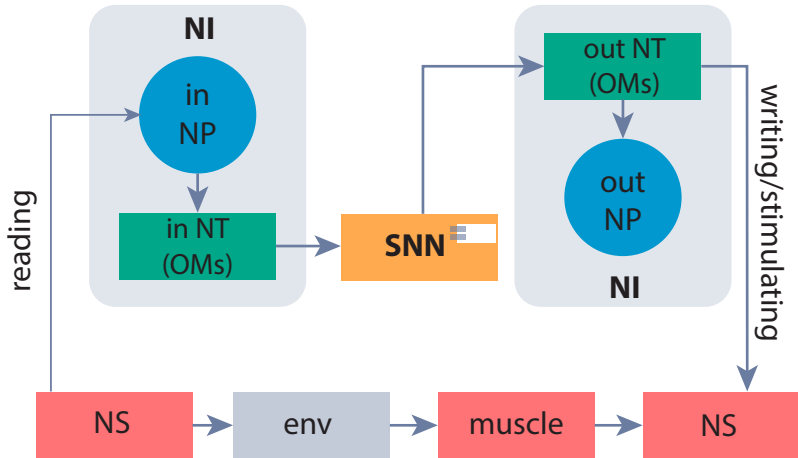 NI
in
NP
in NT
(OMs)
reading
SNN
out NT
(OMs)
out
NP
NI
writing/stimulating
NS
env
muscle
NS